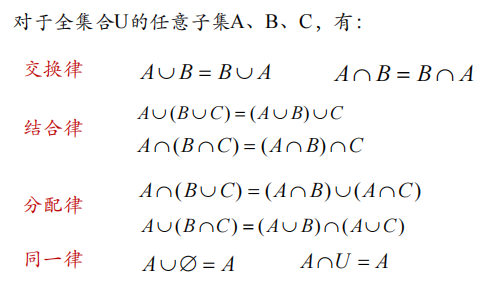 对于全集合U的任意子集A、B、C，有：
交换律 A∪B=B∪A A∩B=B∩A
结合律 A∪(B∪C)=(A∪B)∪C
A∩(B∩C)=(A∩B)∩C
分配律 A∩(B∪C)=(A∩B)∪(A∩C)
A∪(B∩C)=(A∪B)∩(A∪C)
同一律 A∪∅=A A∩U=A